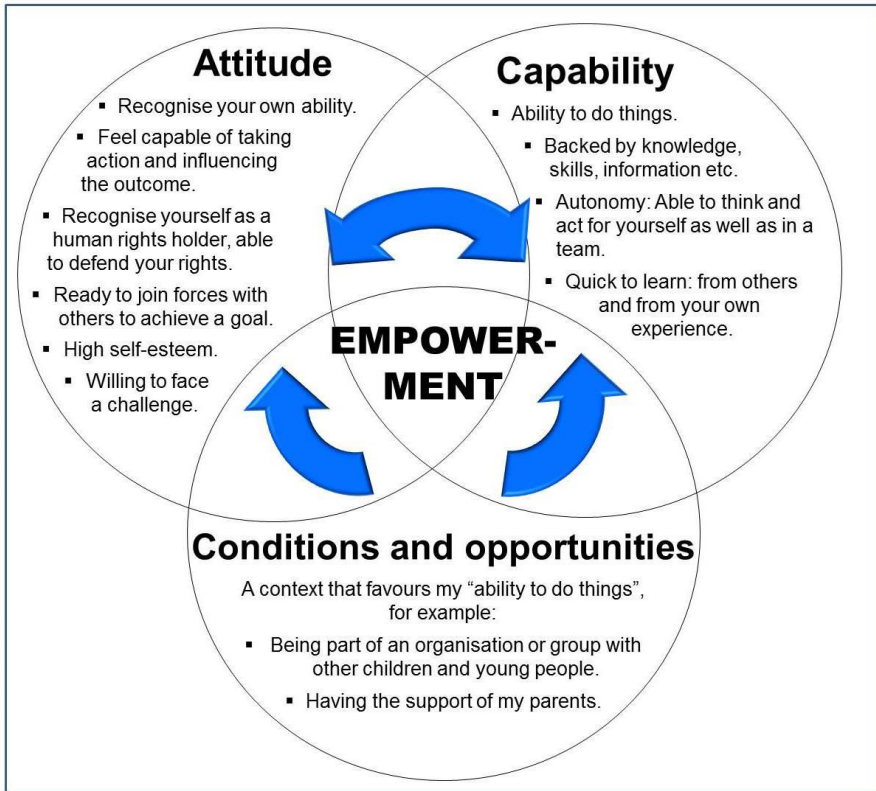 Attitude
▪ Recognise your own ability.
▪ Feel capable of taking
action and influencing
the outcome.
▪ Recognise yourself as a
human rights holder, able
to defend your rights.
▪ Ready to join forces with
others to achieve a goal.
▪ High self-esteem.
▪ Willing to face
a challenge.
Capability
▪ Ability to do things.
▪ Backed by knowledge,
skills, information etc.
▪ Autonomy: Able to think and
act for yourself as well as in a
team.
▪ Quick to learn: from others
and from your own
experience.
EMPOWER-
MENT
Conditions and opportunities
A context that favours my “ability to do things”,
for example:
▪ Being part of an organisation or group with
other children and young people.
▪ Having the support of my parents.